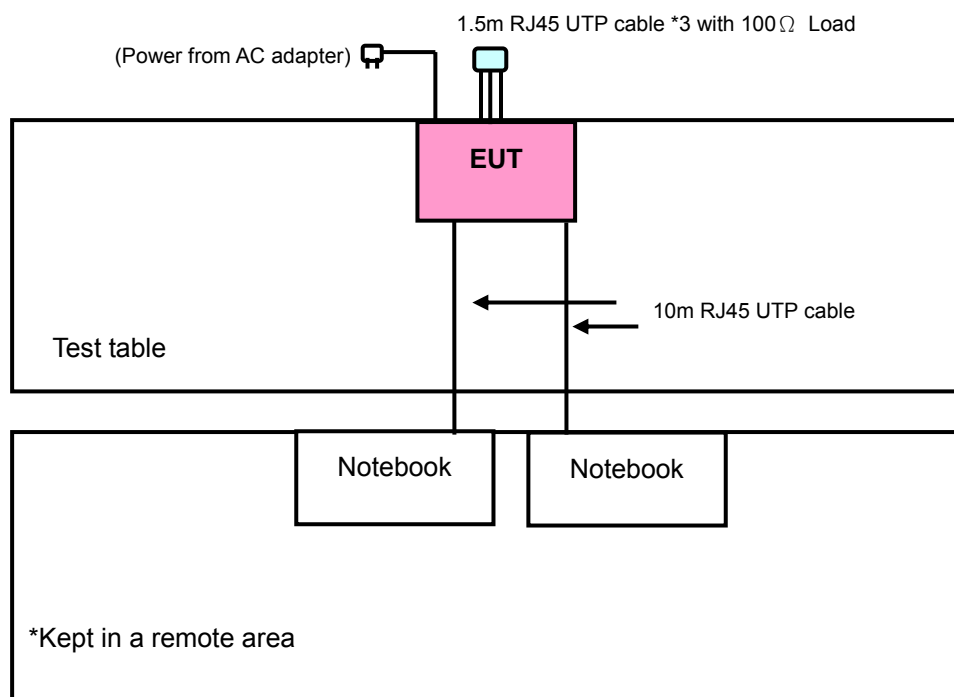 1.5m RJ45 UTP cable *3 with 100Ω Load
(Power from AC adapter)
EUT
10m RJ45 UTP cable
Test table
Notebook
Notebook
*Kept in a remote area